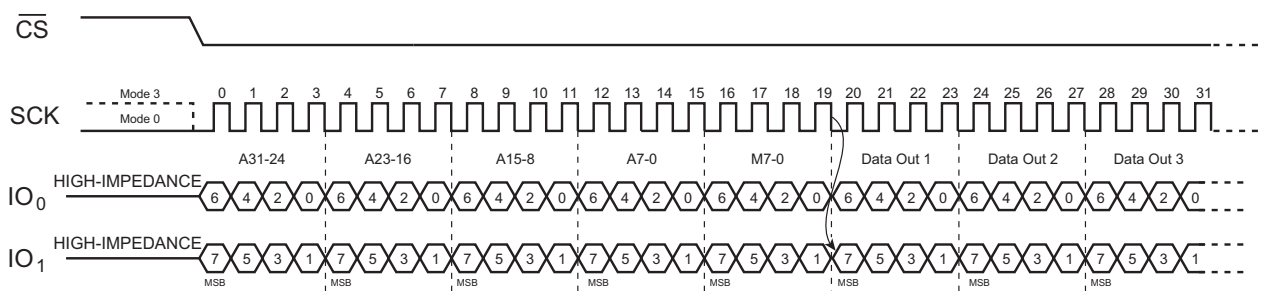 CS
Mode 3
SCK
Mode 0
0 1 2 3 4 5 6 7 8 9 10 11 12 13 14 15 16 17 18 19 20 21 22 23 24 25 26 27 28 29 30 31
A31-24 A23-16 A15-8 A7-0 M7-0 Data Out 1 Data Out 2 Data Out 3
HIGH-IMPEDANCE
IO0
6 4 2 0 6 4 2 0 6 4 2 0 6 4 2 0 6 4 2 0 6 4 2 0 6 4 2 0 6 4 2 0
HIGH-IMPEDANCE
IO1
7 5 3 1 7 5 3 1 7 5 3 1 7 5 3 1 7 5 3 1 7 5 3 1 7 5 3 1 7 5 3 1
MSB MSB MSB MSB MSB MSB MSB MSB